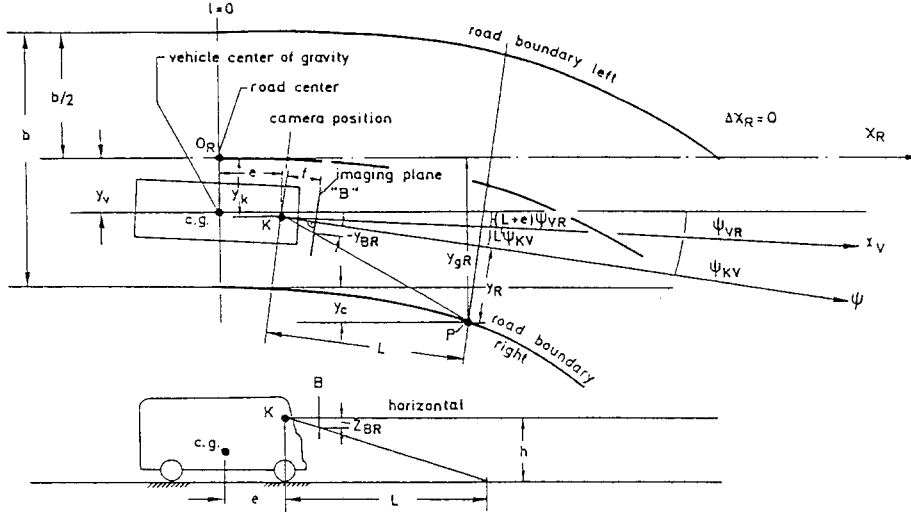 l=0
road boundary left
vehicle center of gravity
b/2
road center
b
ΔX_R = 0
camera position
X_R
O_R
e
f
imaging plane
"B"
y_v
y_k
c.g.
K
(L+e)ψ_VR
ψ_VR
-y_BR
Lψ_KV
x_v
y_gR
ψ_KV
y_R
ψ
y_c
P
road boundary
right
L
B
K
horizontal
Z_BR
c.g.
h
e
L